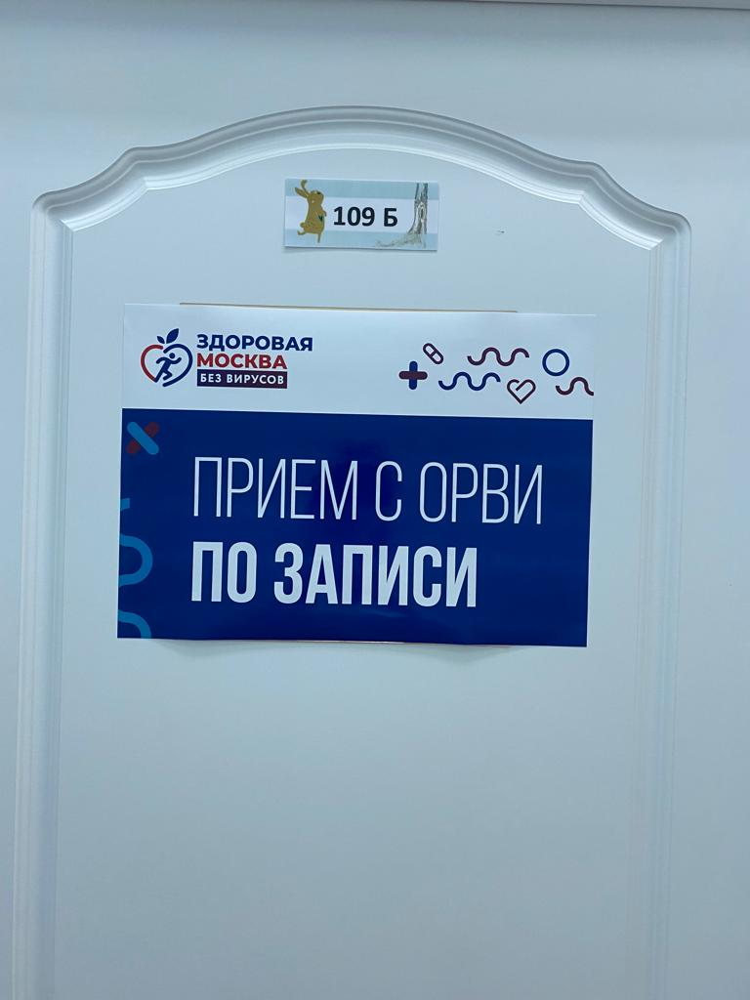 109 Б
ЗДОРОВАЯ
МОСКВА
БЕЗ ВИРУСОВ
ПРИЕМ С ОРВИ
ПО ЗАПИСИ